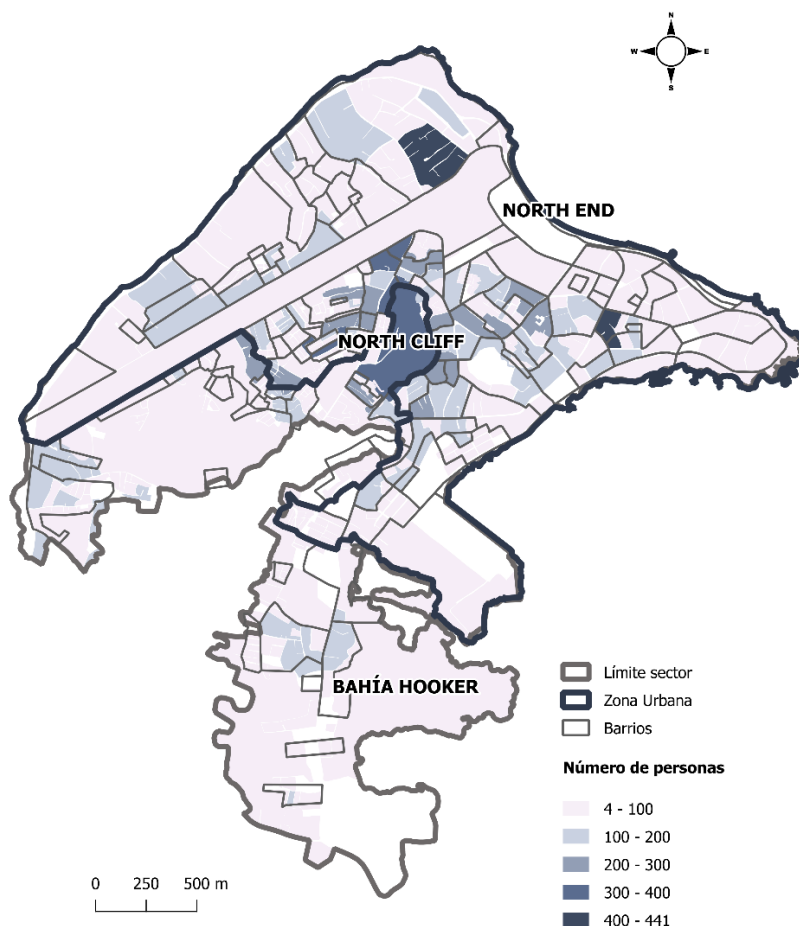 N
W
E
S
NORTH END
NORTH CLIFF
BAHÍA HOOKER
Límite sector
Zona Urbana
Barrios
Número de personas
4 - 100
100 - 200
200 - 300
300 - 400
400 - 441
0 250 500 m